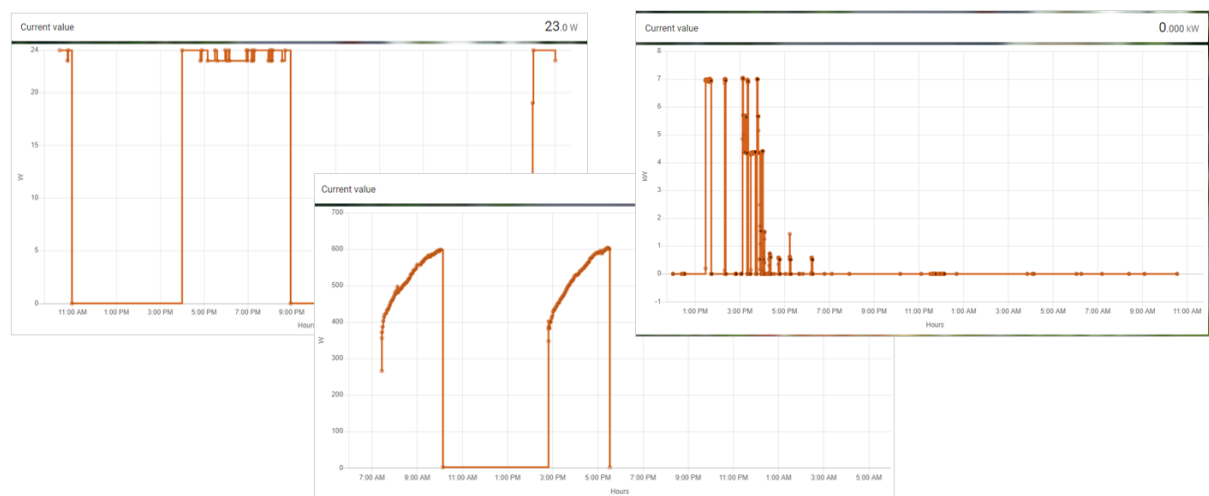 Current value 23.0 W
24
20
15
W
10
5
0
11:00 AM 1:00 PM 3:00 PM 5:00 PM 7:00 PM 9:00 PM
Hours
Current value
700
600
500
400
W
300
200
100
0
7:00 AM 9:00 AM 11:00 AM 1:00 PM 3:00 PM 5:00 PM 7:00 PM 9:00 PM 11:00 PM 1:00 AM 3:00 AM 5:00 AM
Hours
Current value 0.000 kW
8
7
6
5
4
kW
3
2
1
0
-1
1:00 PM 3:00 PM 5:00 PM 7:00 PM 9:00 PM 11:00 PM 1:00 AM 3:00 AM 5:00 AM 7:00 AM 9:00 AM 11:00 AM
Hours